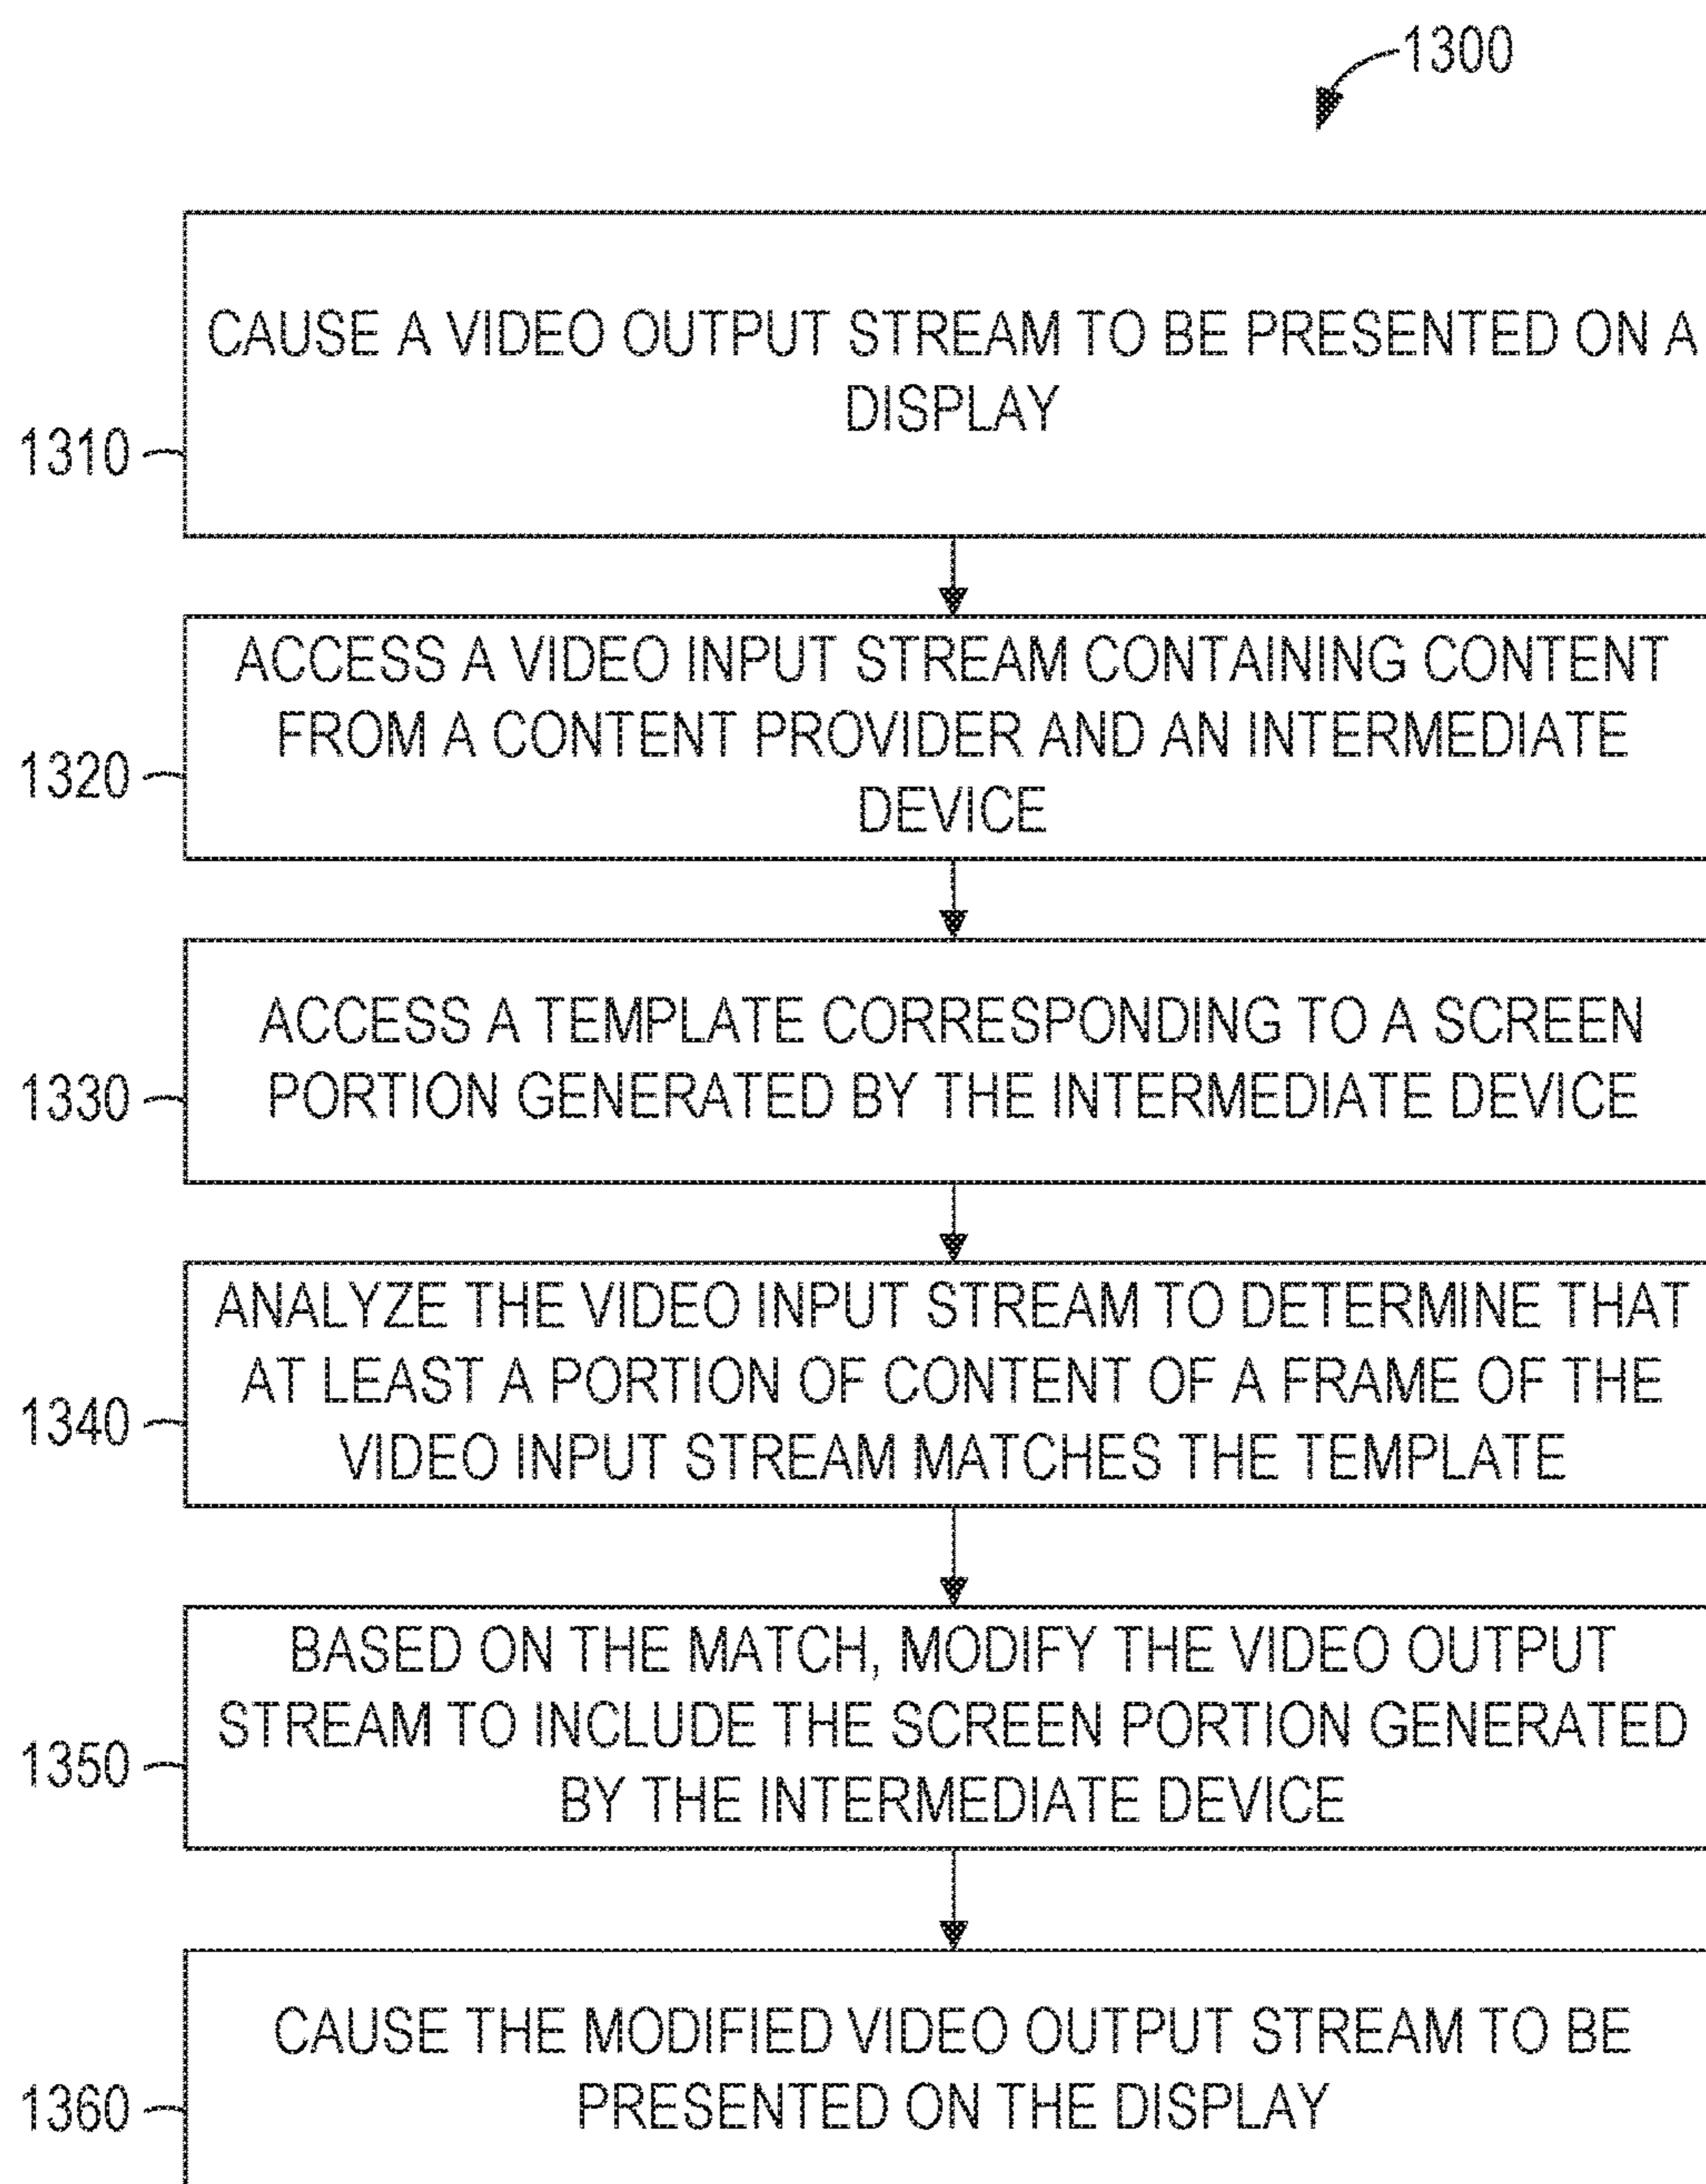 1300
CAUSE A VIDEO OUTPUT STREAM TO BE PRESENTED ON A
DISPLAY
1310
ACCESS A VIDEO INPUT STREAM CONTAINING CONTENT
FROM A CONTENT PROVIDER AND AN INTERMEDIATE
DEVICE
1320
ACCESS A TEMPLATE CORRESPONDING TO A SCREEN
PORTION GENERATED BY THE INTERMEDIATE DEVICE
1330
ANALYZE THE VIDEO INPUT STREAM TO DETERMINE THAT
AT LEAST A PORTION OF CONTENT OF A FRAME OF THE
VIDEO INPUT STREAM MATCHES THE TEMPLATE
1340
BASED ON THE MATCH, MODIFY THE VIDEO OUTPUT
STREAM TO INCLUDE THE SCREEN PORTION GENERATED
BY THE INTERMEDIATE DEVICE
1350
CAUSE THE MODIFIED VIDEO OUTPUT STREAM TO BE
PRESENTED ON THE DISPLAY
1360